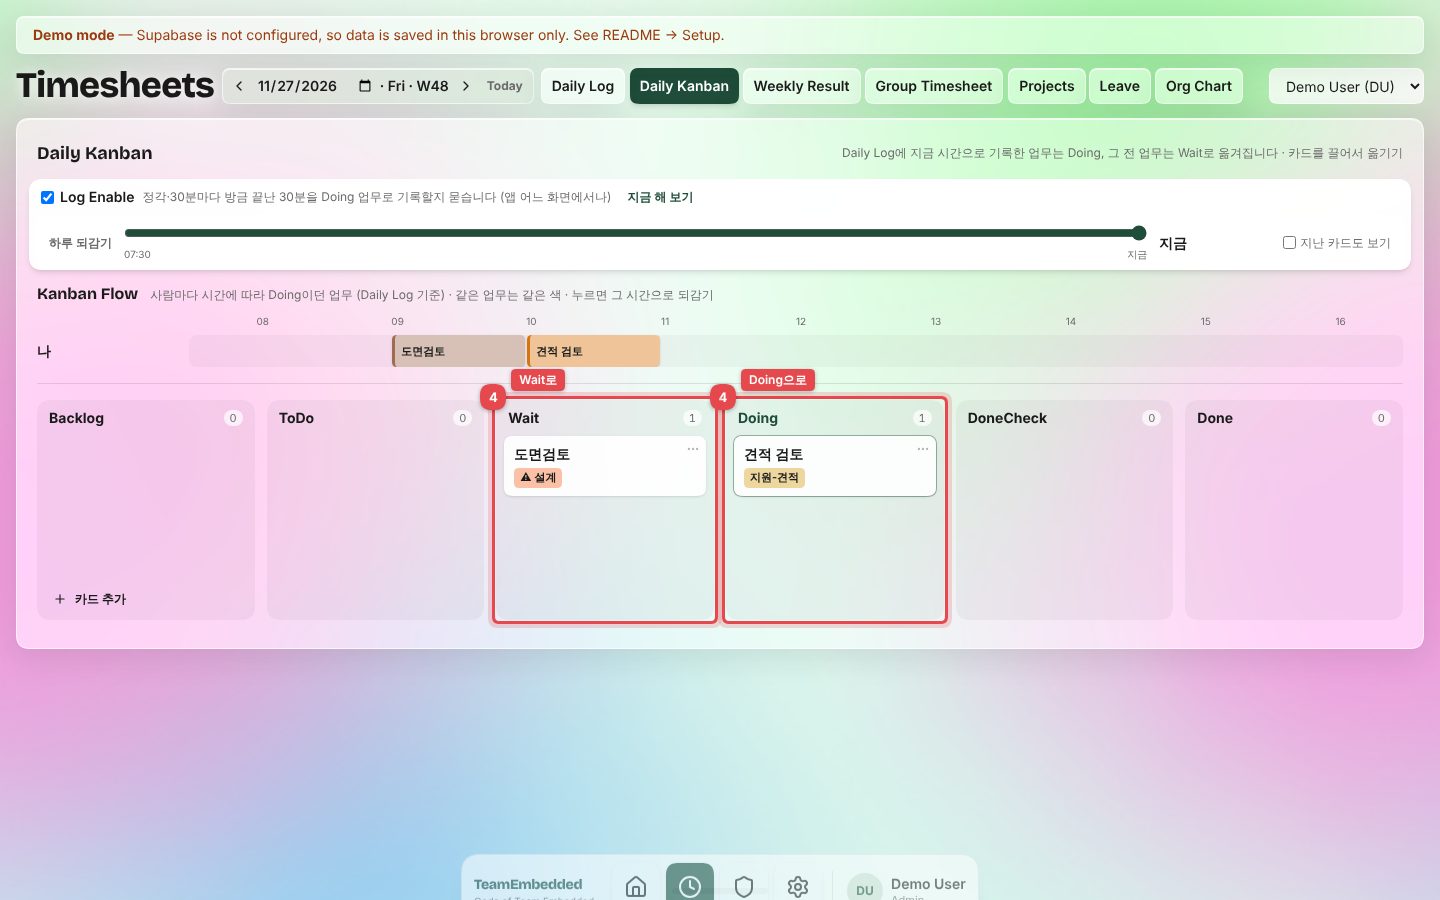 Demo mode — Supabase is not configured, so data is saved in this browser only. See README → Setup.
Timesheets
11/27/2026 · Fri · W48 Today
Daily Log
Daily Kanban
Weekly Result
Group Timesheet
Projects
Leave
Org Chart
Demo User (DU)
Daily Kanban
Daily Log에 지금 시간으로 기록한 업무는 Doing, 그 전 업무는 Wait로 옮겨집니다 · 카드를 끌어서 옮기기
Log Enable 정각·30분마다 방금 끝난 30분을 Doing 업무로 기록할지 묻습니다 (앱 어느 화면에서나) 지금 해 보기
하루 되감기
07:30
지금
지금
지난 카드도 보기
Kanban Flow 사람마다 시간에 따라 Doing이던 업무 (Daily Log 기준) · 같은 업무는 같은 색 · 누르면 그 시간으로 되감기
08 09 10 11 12 13 14 15 16
나
도면검토
견적 검토
4 Wait로
4 Doing으로
Backlog 0
ToDo 0
Wait 1
Doing 1
DoneCheck 0
Done 0
도면검토 ···
⚠ 설계
견적 검토 ···
지원-견적
+ 카드 추가
TeamEmbedded
DU
Demo User
Admin